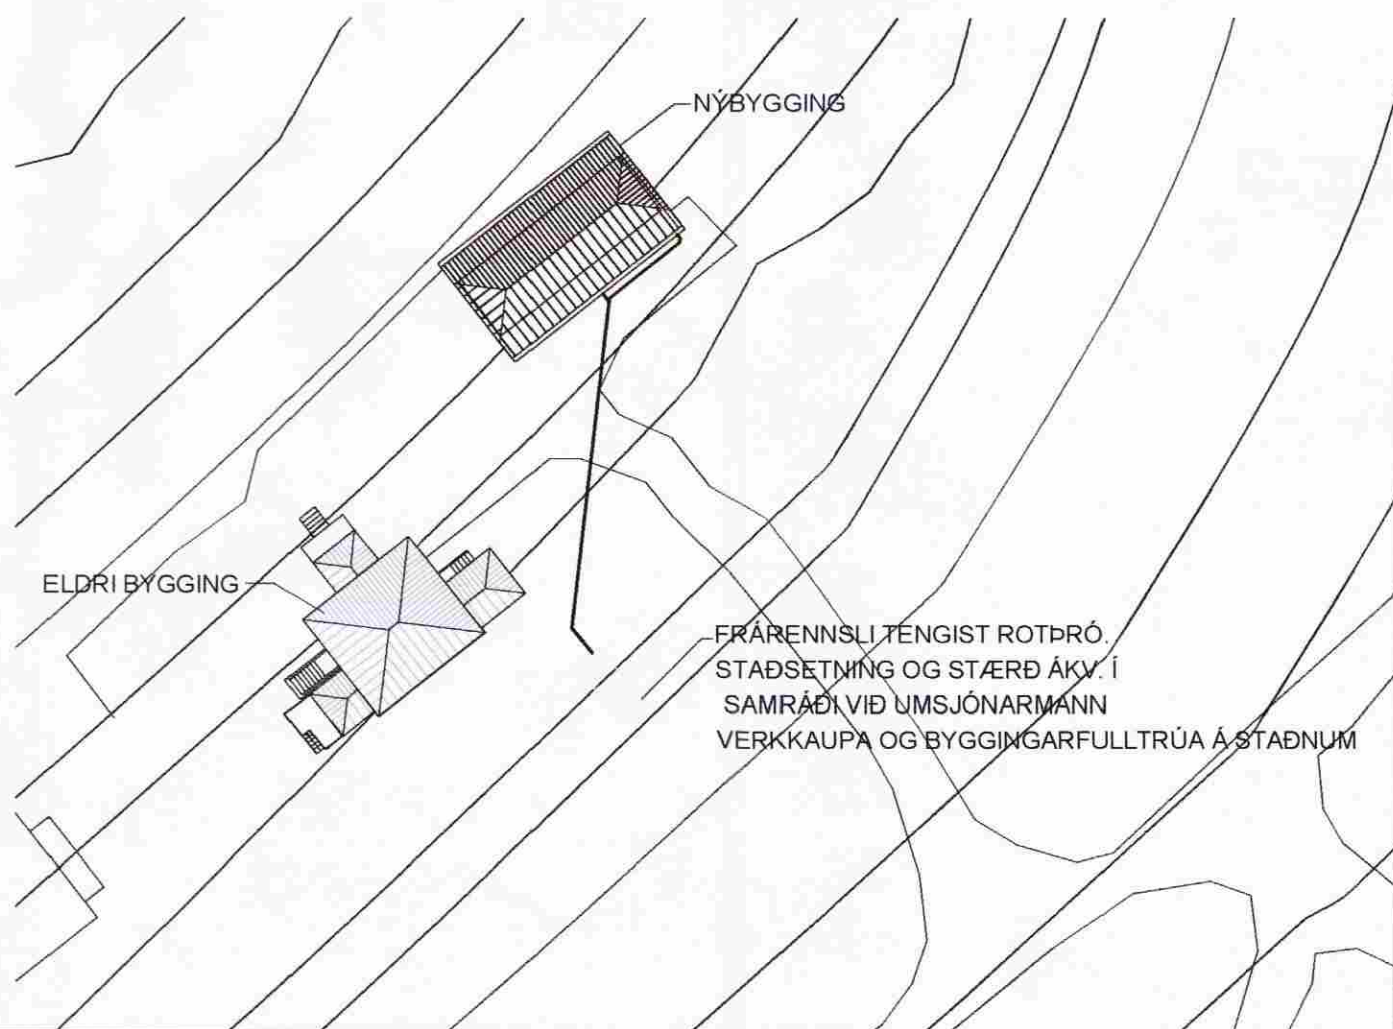 NÝBYGGING
ELDRI BYGGING
FRÁRENNSLI TENGIST ROTÞRÓ.
STAÐSETNING OG STÆRÐ ÁKV. Í
SAMRÁÐI VIÐ UMSJÓNARMANN
VERKKAUPA OG BYGGINGARFULLTRÚA Á STAÐNUM